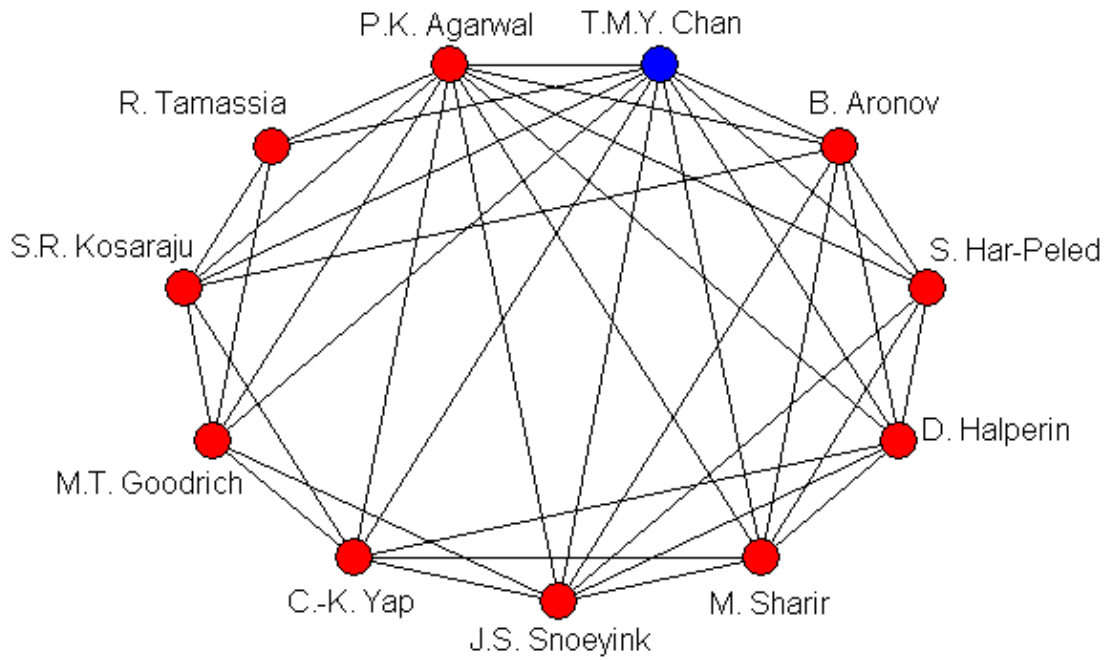 P.K. Agarwal
T.M.Y. Chan
R. Tamassia
B. Aronov
S.R. Kosaraju
S. Har-Peled
D. Halperin
M.T. Goodrich
C.-K. Yap
M. Sharir
J.S. Snoeyink